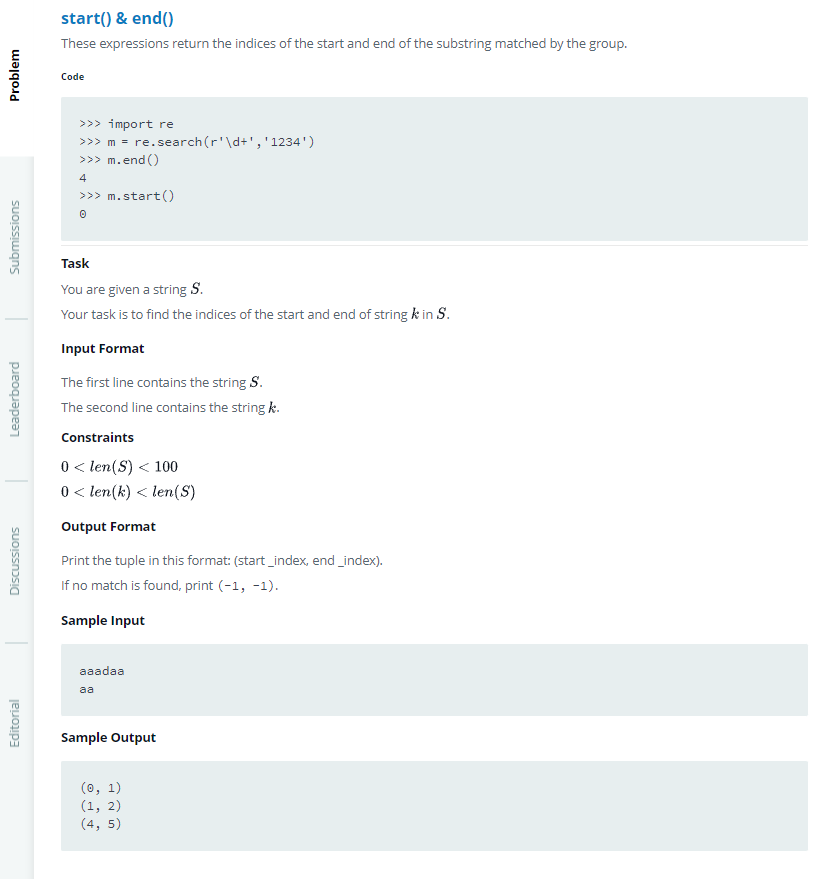 start() & end()
These expressions return the indices of the start and end of the substring matched by the group.
Code
>>> import re
>>> m = re.search(r'\d+','1234')
>>> m.end()
4
>>> m.start()
0
Task
You are given a string S.
Your task is to find the indices of the start and end of string k in S.
Input Format
The first line contains the string S.
The second line contains the string k.
Constraints
0 < len(S) < 100
0 < len(k) < len(S)
Output Format
Print the tuple in this format: (start _index, end _index).
If no match is found, print (-1, -1).
Sample Input
aaadaa
aa
Sample Output
(0, 1)
(1, 2)
(4, 5)
Problem
Submissions
Leaderboard
Discussions
Editorial